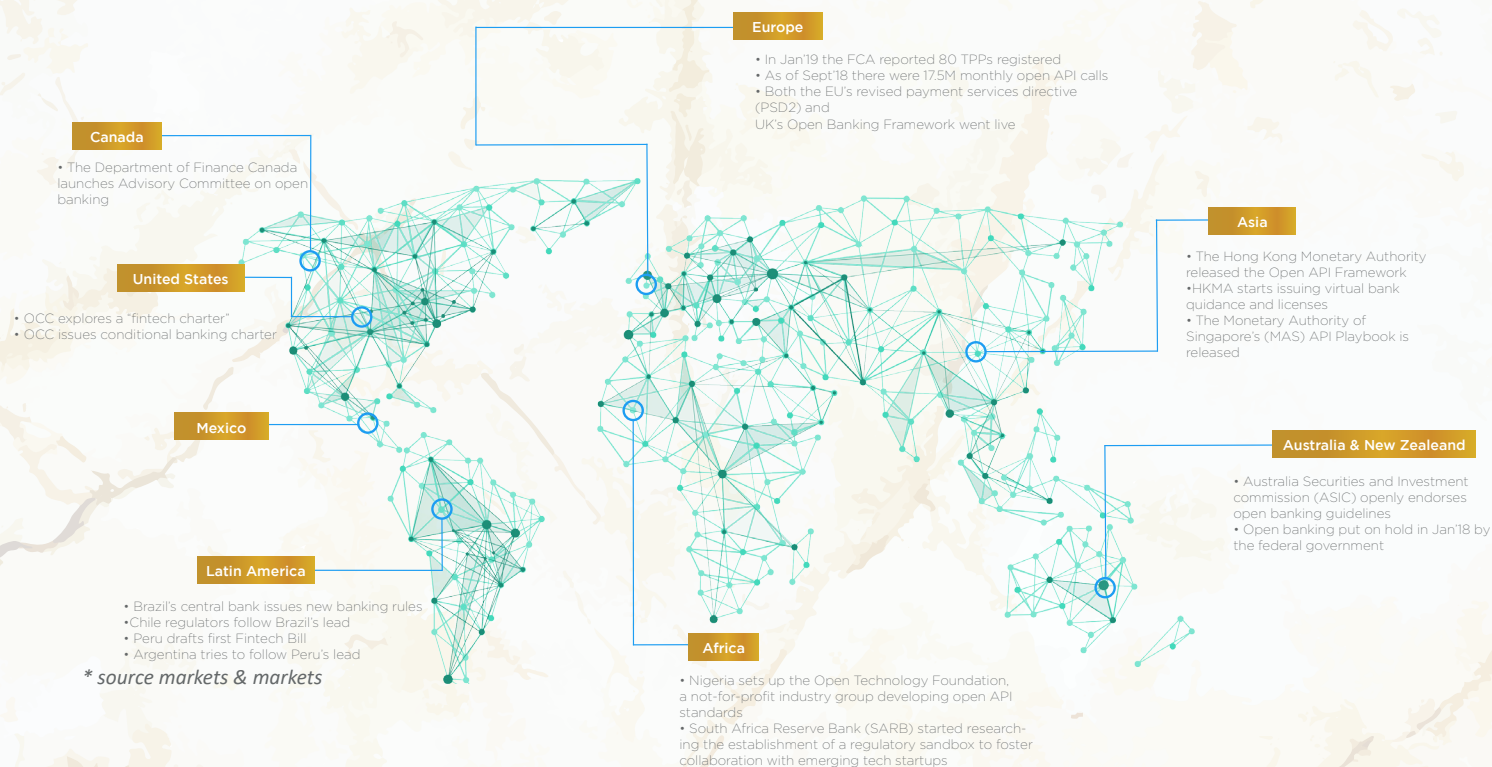 Europe
• In Jan'19 the FCA reported 80 TPPs registered
• As of Sept'18 there were 17.5M monthly open API calls
• Both the EU's revised payment services directive
(PSD2) and
UK's Open Banking Framework went live
Canada
• The Department of Finance Canada
launches Advisory Committee on open
banking
Asia
• The Hong Kong Monetary Authority
released the Open API Framework
•HKMA starts issuing virtual bank
quidance and licenses
• The Monetary Authority of
Singapore's (MAS) API Playbook is
released
United States
• OCC explores a "fintech charter"
• OCC issues conditional banking charter
Mexico
Australia & New Zealeand
• Australia Securities and Investment
commission (ASIC) openly endorses
open banking guidelines
• Open banking put on hold in Jan'18 by
the federal government
Latin America
• Brazil's central bank issues new banking rules
•Chile regulators follow Brazil's lead
• Peru drafts first Fintech Bill
• Argentina tries to follow Peru's lead
* source markets & markets
Africa
• Nigeria sets up the Open Technology Foundation,
a not-for-profit industry group developing open API
standards
• South Africa Reserve Bank (SARB) started research-
ing the establishment of a regulatory sandbox to foster
collaboration with emerging tech startups